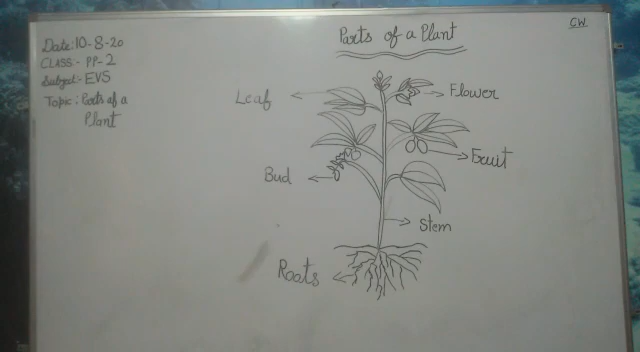 CW
Parts of a Plant
Date:10-8-20
CLASS- PP-2
Subject:- EVS
Topic: Parts of a
Plant
Leaf
Flower
Fruit
Bud
Stem
Roots